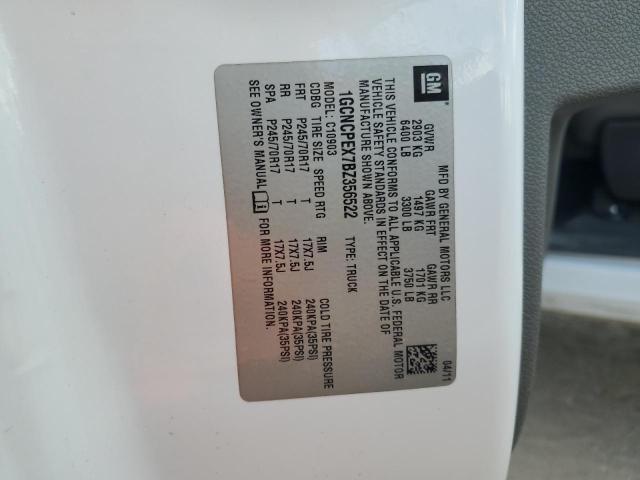 GM
MFD BY GENERAL MOTORS LLC 04/11
GVWR GAWR FRT GAWR RR
2903 KG 1497 KG 1701 KG
6400 LB 3300 LB 3750 LB
THIS VEHICLE CONFORMS TO ALL APPLICABLE U.S. FEDERAL MOTOR
VEHICLE SAFETY STANDARDS IN EFFECT ON THE DATE OF
MANUFACTURE SHOWN ABOVE.
1GCNCPEX7BZ356522 TYPE: TRUCK
MODEL: C10903
CDBG TIRE SIZE SPEED RTG RIM COLD TIRE PRESSURE
FRT P245/70R17 T 17X7.5J 240KPA(35PSI)
RR P245/70R17 T 17X7.5J 240KPA(35PSI)
SPA P245/70R17 T 17X7.5J 240KPA(35PSI)
SEE OWNER'S MANUAL i FOR MORE INFORMATION.